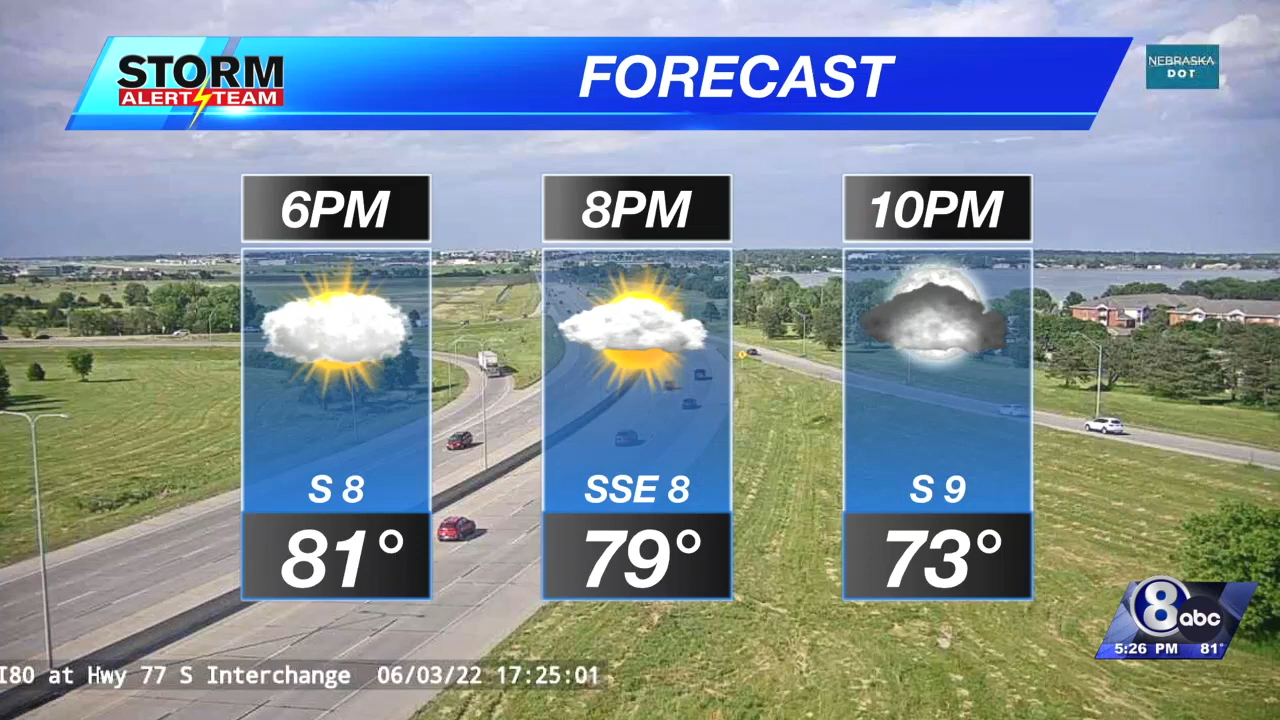 STORM
ALERT TEAM
FORECAST
NEBRASKA
DOT
6PM
8PM
10PM
S 8
SSE 8
S 9
81°
79°
73°
8 abc
5:26 PM 81°
I80 at Hwy 77 S Interchange 06/03/22 17:25:01